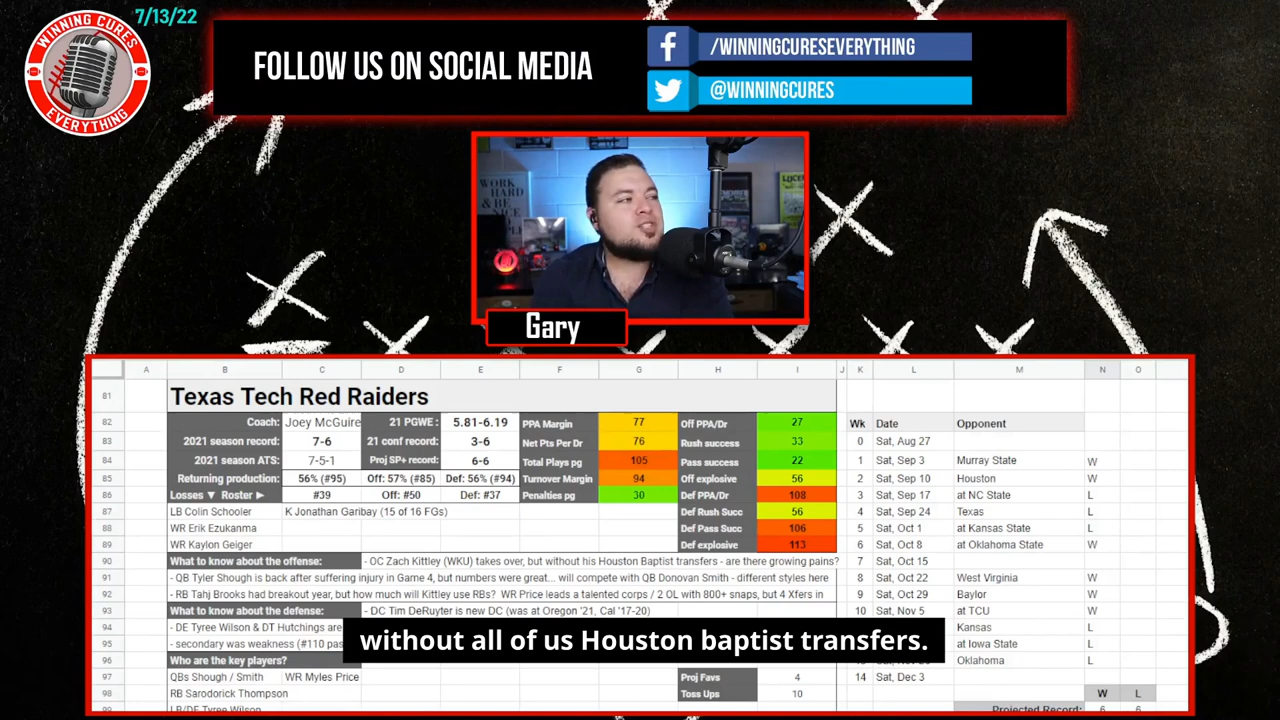 7/13/22
WINNING CURES
EVERYTHING
FOLLOW US ON SOCIAL MEDIA
/WINNINGCURESEVERYTHING
@WINNINGCURES
WORK
HARD
& BE
NICE
Gary
A B C D E F G H I J K L M N O
81 Texas Tech Red Raiders
82 Coach: Joey McGuire 21 PGWE: 5.81-6.19 PPA Margin 77 Off PPA/Dr 27 Wk Date Opponent
83 2021 season record: 7-6 21 conf record: 3-6 Net Pts Per Dr 76 Rush success 33 0 Sat, Aug 27
84 2021 season ATS: 7-5-1 Proj SP+ record: 6-6 Total Plays pg 105 Pass success 22 1 Sat, Sep 3 Murray State W
85 Returning production: 56% (#95) Off: 57% (#85) Def: 56% (#94) Turnover Margin 94 Off explosive 56 2 Sat, Sep 10 Houston W
86 Losses ▼ Roster ► #39 Off: #50 Def: #37 Penalties pg 30 Def PPA/Dr 108 3 Sat, Sep 17 at NC State L
87 LB Colin Schooler K Jonathan Garibay (15 of 16 FGs) Def Rush Succ 56 4 Sat, Sep 24 Texas L
88 WR Erik Ezukanma Def Pass Succ 106 5 Sat, Oct 1 at Kansas State L
89 WR Kaylon Geiger Def explosive 113 6 Sat, Oct 8 at Oklahoma State L
90 What to know about the offense: - OC Zach Kittley (WKU) takes over, but without his Houston Baptist transfers - are there growing pains? 7 Sat, Oct 15
91 - QB Tyler Shough is back after suffering injury in Game 4, but numbers were great... will compete with QB Donovan Smith - different styles here 8 Sat, Oct 22 West Virginia W
92 - RB Tahj Brooks had breakout year, but how much will Kittley use RBs? WR Price leads a talented corps / 2 OL with 800+ snaps, but 4 Xfers in 9 Sat, Oct 29 Baylor W
93 What to know about the defense: - DC Tim DeRuyter is new DC (was at Oregon '21, Cal '17-20) 10 Sat, Nov 5 at TCU L
94 - DE Tyree Wilson & DT Hutchings are Kansas W
95 - secondary was weakness (#110 pas at Iowa State L
without all of us Houston baptist transfers.
96 Who are the key players? Oklahoma L
97 QBs Shough / Smith WR Myles Price Proj Favs 4 14 Sat, Dec 3
98 RB Sarodorick Thompson Toss Ups 10 W L
99 LB/DE Tyree Wilson Projected Record: 6 6